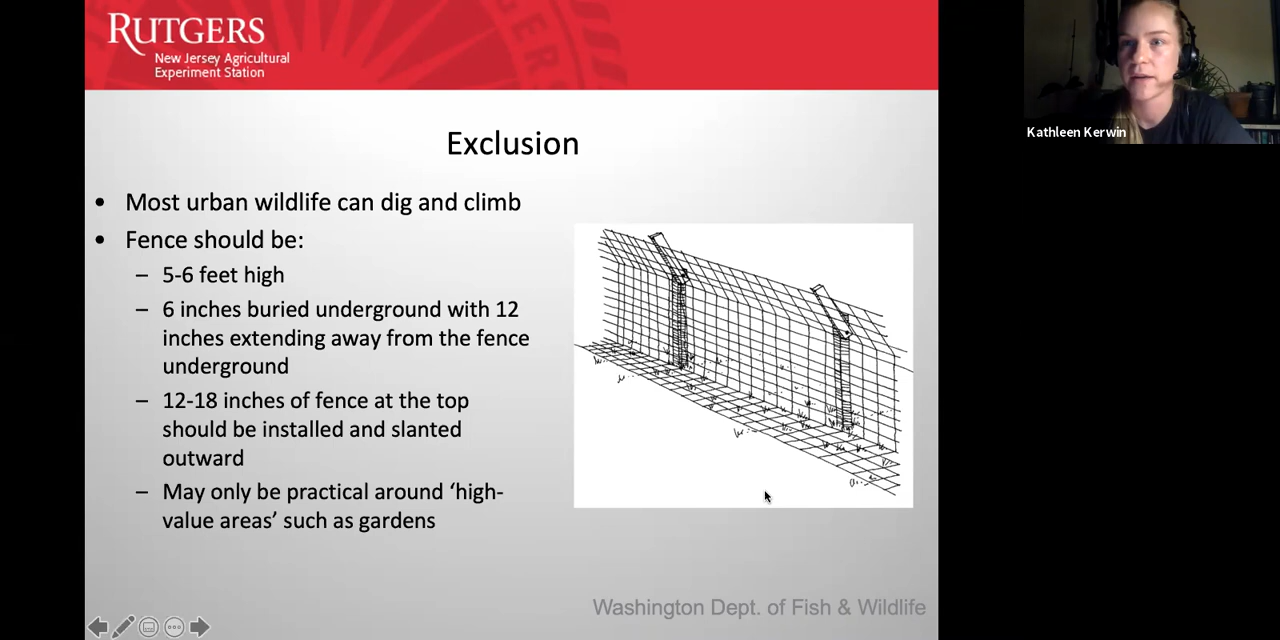 RUTGERS
New Jersey Agricultural
Experiment Station
Kathleen Kerwin
Exclusion
• Most urban wildlife can dig and climb
• Fence should be:
– 5-6 feet high
– 6 inches buried underground with 12
inches extending away from the fence
underground
– 12-18 inches of fence at the top
should be installed and slanted
outward
– May only be practical around ‘high-
value areas’ such as gardens
Washington Dept. of Fish & Wildlife